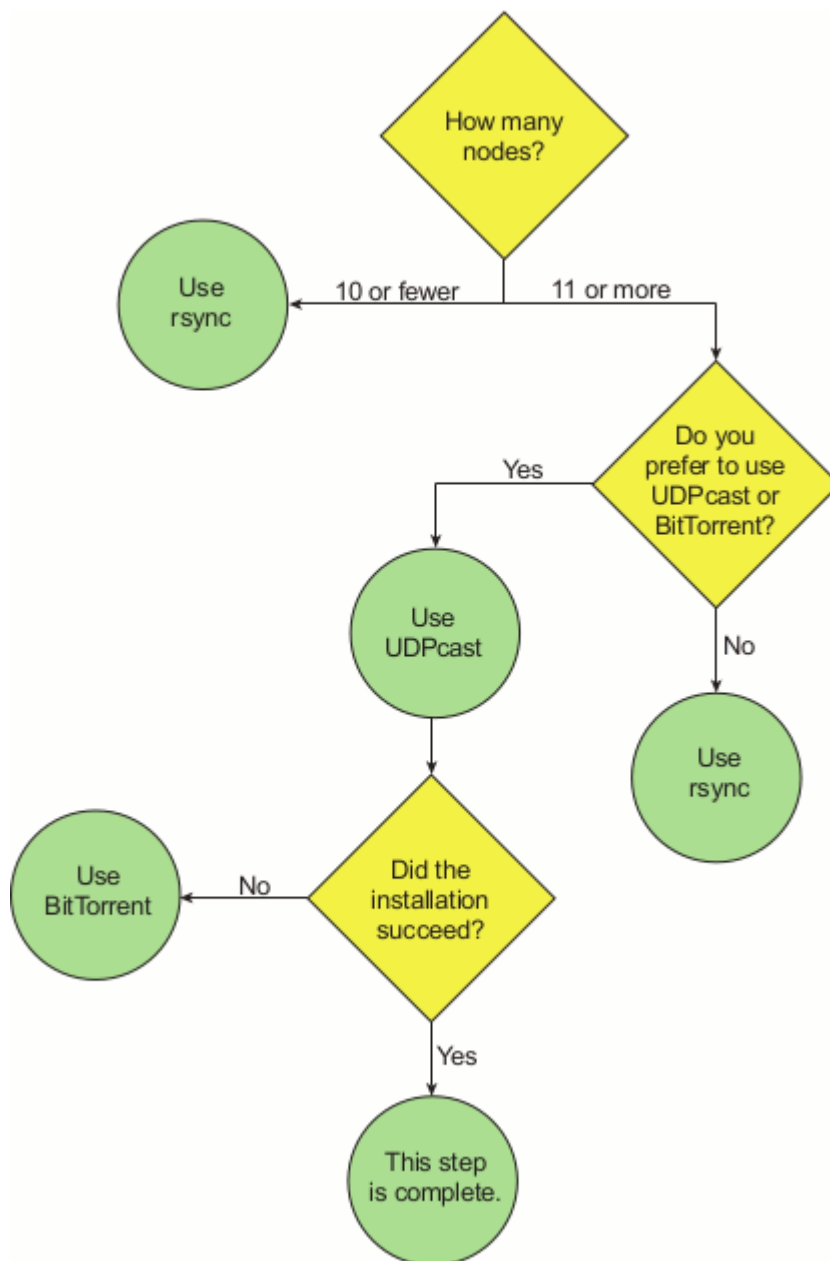 How many
nodes?
Use
rsync
10 or fewer
11 or more
Do you
prefer to use
UDPcast or
BitTorrent?
Yes
Use
UDPcast
No
Use
rsync
Use
BitTorrent
No
Did the
installation
succeed?
Yes
This step
is complete.